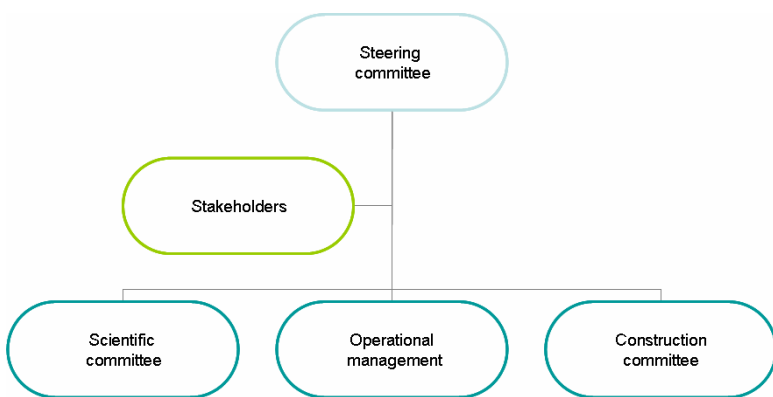 Steering
committee
Stakeholders
Scientific
committee
Operational
management
Construction
committee